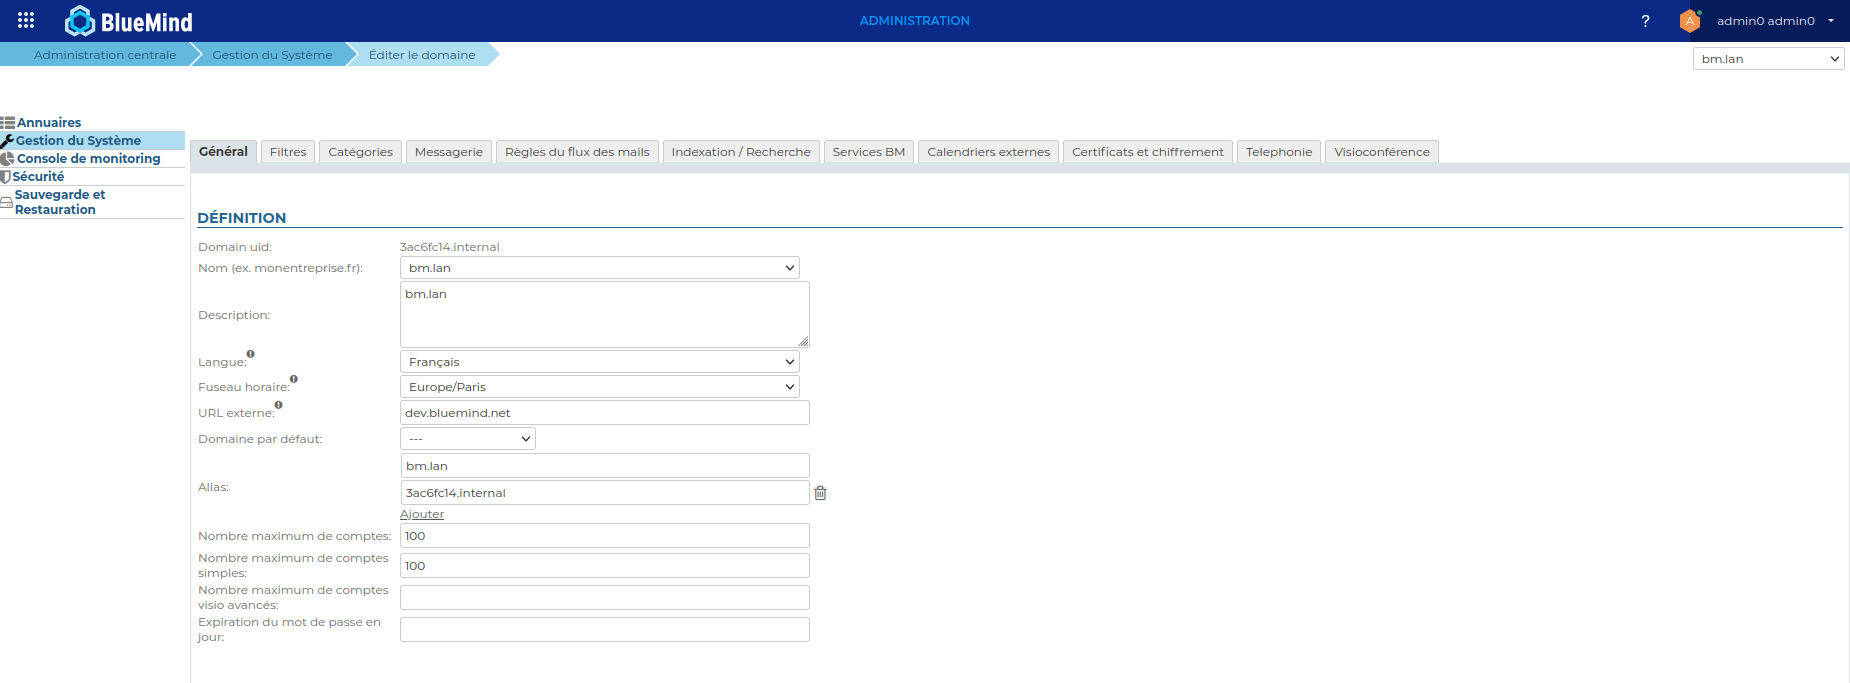 BlueMind
ADMINISTRATION
?
A
admin0 admin0
Administration centrale
Gestion du Système
Éditer le domaine
bm.lan
Annuaires
Gestion du Système
Console de monitoring
Sécurité
Sauvegarde et
Restauration
Général
Filtres
Catégories
Messagerie
Règles du flux des mails
Indexation / Recherche
Services BM
Calendriers externes
Certificats et chiffrement
Telephonie
Visioconférence
DÉFINITION
Domain uid: 3ac6fc14.internal
Nom (ex. monentreprise.fr): bm.lan
Description: bm.lan
Langue: Français
Fuseau horaire: Europe/Paris
URL externe: dev.bluemind.net
Domaine par défaut: ---
bm.lan
Alias: 3ac6fc14.internal
Ajouter
Nombre maximum de comptes: 100
Nombre maximum de comptes
simples: 100
Nombre maximum de comptes
visio avancés:
Expiration du mot de passe en
jour: